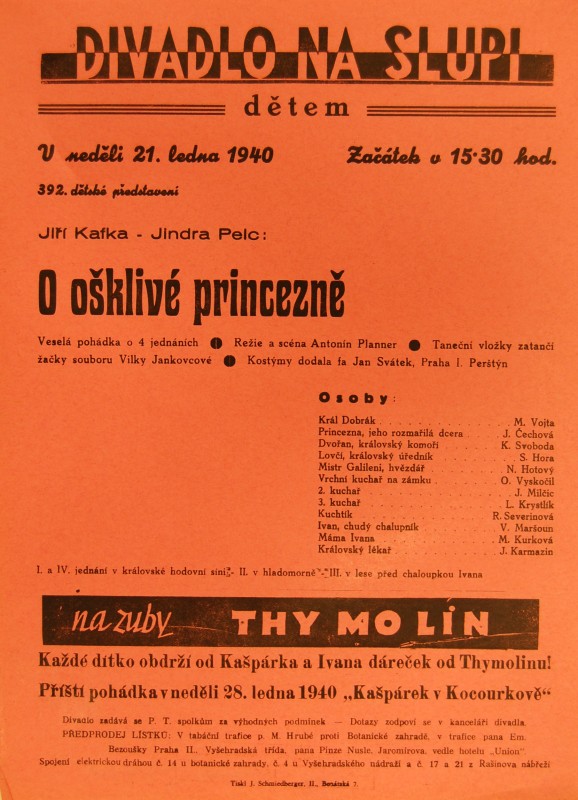 DIVADLO NA SLUPI
dětem
V neděli 21. ledna 1940 Začátek v 15·30 hod.
392. dětské představení
Jiří Kafka - Jindra Pelc:
O ošklivé princezně
Veselá pohádka o 4 jednáních ● Režie a scéna Antonín Planner ● Taneční vložky zatančí
žačky souboru Vilky Jankovcové ● Kostýmy dodala fa Jan Svátek, Praha I. Perštýn
Osoby:
Král Dobrák M. Vojta
Princezna, jeho rozmařilá dcera J. Čechová
Dvořan, královský komoří K. Svoboda
Lovčí, královský úředník S. Hora
Mistr Galileni, hvězdář N. Hotový
Vrchní kuchař na zámku O. Vyskočil
2. kuchař J. Milčic
3. kuchař L. Krystlík
Kuchtík R. Severinová
Ivan, chudý chalupník V. Maršoun
Máma Ivana M. Kurková
Královský lékař J. Karmazín
I. a IV. jednání v královské hodovní síni - II. v hladomorně - III. v lese před chaloupkou Ivana
na zuby THYMOLÍN
Každé dítko obdrží od Kašpárka a Ivana dáreček od Thymolinu!
Příští pohádka v neděli 28. ledna 1940 „Kašpárek v Kocourkově“
Divadlo zadává se P. T. spolkům za výhodných podmínek — Dotazy zodpoví se v kanceláři divadla.
PŘEDPRODEJ LÍSTKŮ: V tabáční trafice p. M. Hrubé proti Botanické zahradě, v trafice pana Em.
Bezoušky Praha II., Vyšehradská třída, pana Pinze Nusle, Jaromírova, vedle hotelu „Union“.
Spojení elektrickou dráhou č. 14 u botanické zahrady, č. 4 u Vyšehradského nádraží a č. 17 a 21 z Rašínova nábřeží
Tiskl J. Schmiedberger, II., Benátská 7.